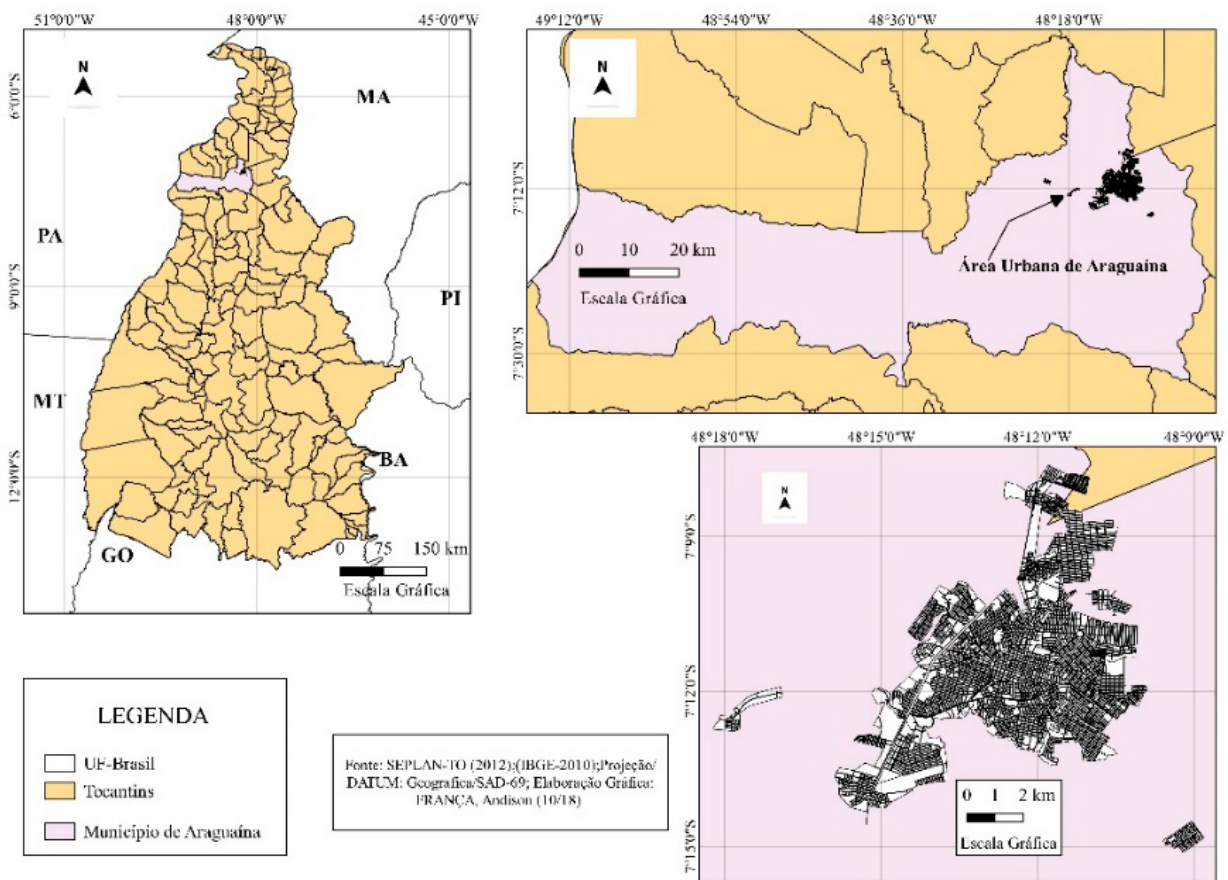 51°0'0"W 48°0'0"W 45°0'0"W
6°0'0"S
9°0'0"S
12°0'0"S
N
MA
PA
PI
MT
BA
GO
0 75 150 km
Escala Gráfica
49°12'0"W 48°54'0"W 48°36'0"W 48°18'0"W
7°12'0"S
7°30'0"S
N
0 10 20 km
Escala Gráfica
Área Urbana de Araguaína
48°18'0"W 48°15'0"W 48°12'0"W 48°9'0"W
7°9'0"S
7°12'0"S
7°15'0"S
N
0 1 2 km
Escala Gráfica
LEGENDA
UF-Brasil
Tocantins
Município de Araguaína
Fonte: SEPLAN-TO (2012);(IBGE-2010);Projeção/
DATUM: Geografica/SAD-69; Elaboração Gráfica:
FRANÇA, Andison (10/18)